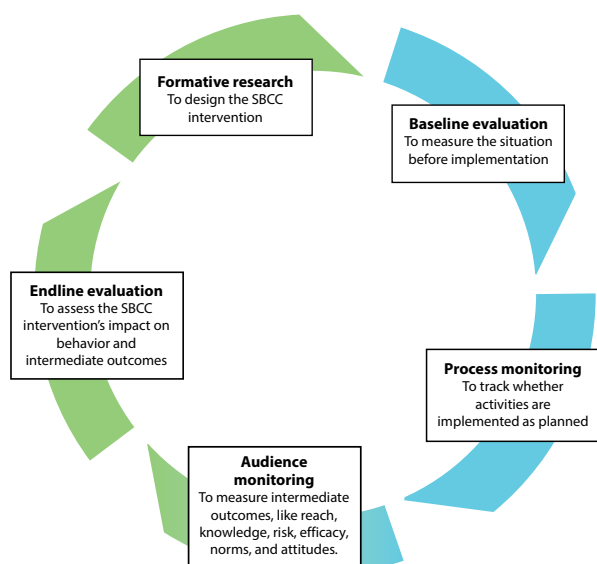 Formative research
To design the SBCC
intervention
Baseline evaluation
To measure the situation
before implementation
Process monitoring
To track whether
activities are
implemented as planned
Audience
monitoring
To measure intermediate
outcomes, like reach,
knowledge, risk, efficacy,
norms, and attitudes.
Endline evaluation
To assess the SBCC
intervention's impact on
behavior and
intermediate outcomes